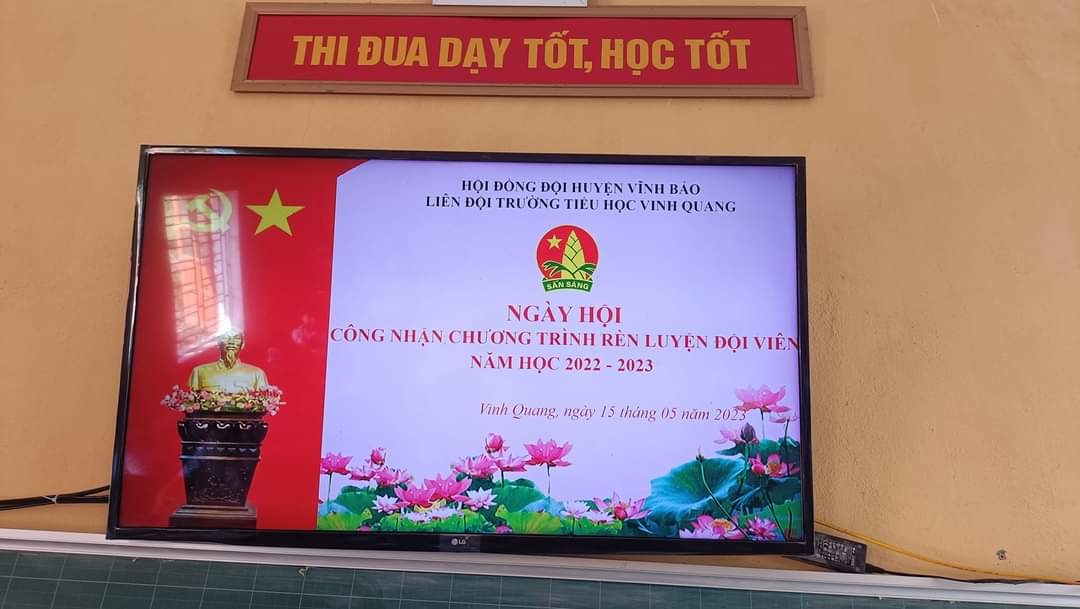 THI ĐUA DẠY TỐT, HỌC TỐT
HỘI ĐỒNG ĐỘI HUYỆN VĨNH BẢO
LIÊN ĐỘI TRƯỜNG TIỂU HỌC VINH QUANG
SẴN SÀNG
NGÀY HỘI
CÔNG NHẬN CHƯƠNG TRÌNH RÈN LUYỆN ĐỘI VIÊN
NĂM HỌC 2022 - 2023
Vinh Quang, ngày 15 tháng 05 năm 2023
LG